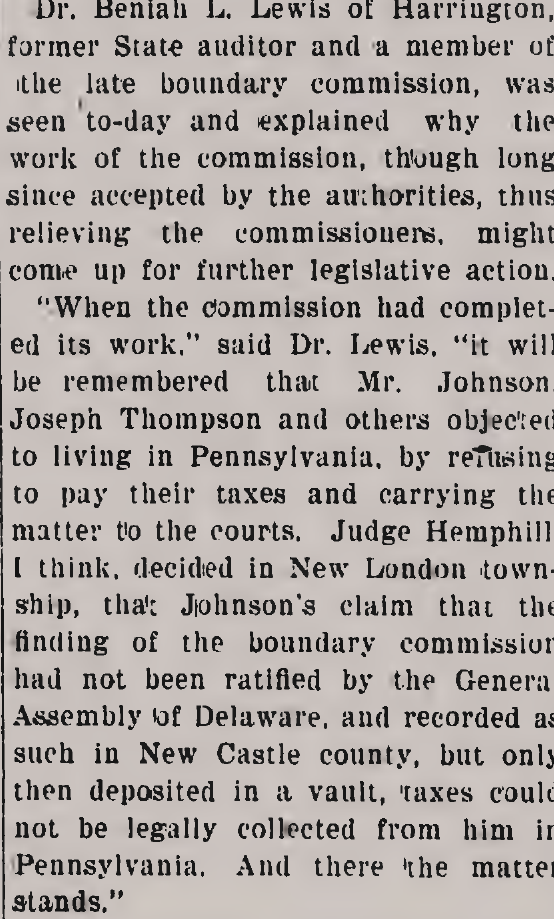 Dr. Beniah L. Lewis of Harrington,
former State auditor and a member of
the late boundary commission, was
seen to-day and explained why the
work of the commission, though long
since accepted by the authorities, thus
relieving the commissioners, might
come up for further legislative action.
"When the commission had complet-
ed its work," said Dr. Lewis, "it will
be remembered that Mr. Johnson,
Joseph Thompson and others objected
to living in Pennsylvania, by refusing
to pay their taxes and carrying the
matter to the courts. Judge Hemphill
I think, decided in New London town-
ship, that Johnson's claim that the
finding of the boundary commission
had not been ratified by the General
Assembly of Delaware, and recorded as
such in New Castle county, but only
then deposited in a vault, taxes could
not be legally collected from him in
Pennsylvania. And there the matter
stands."